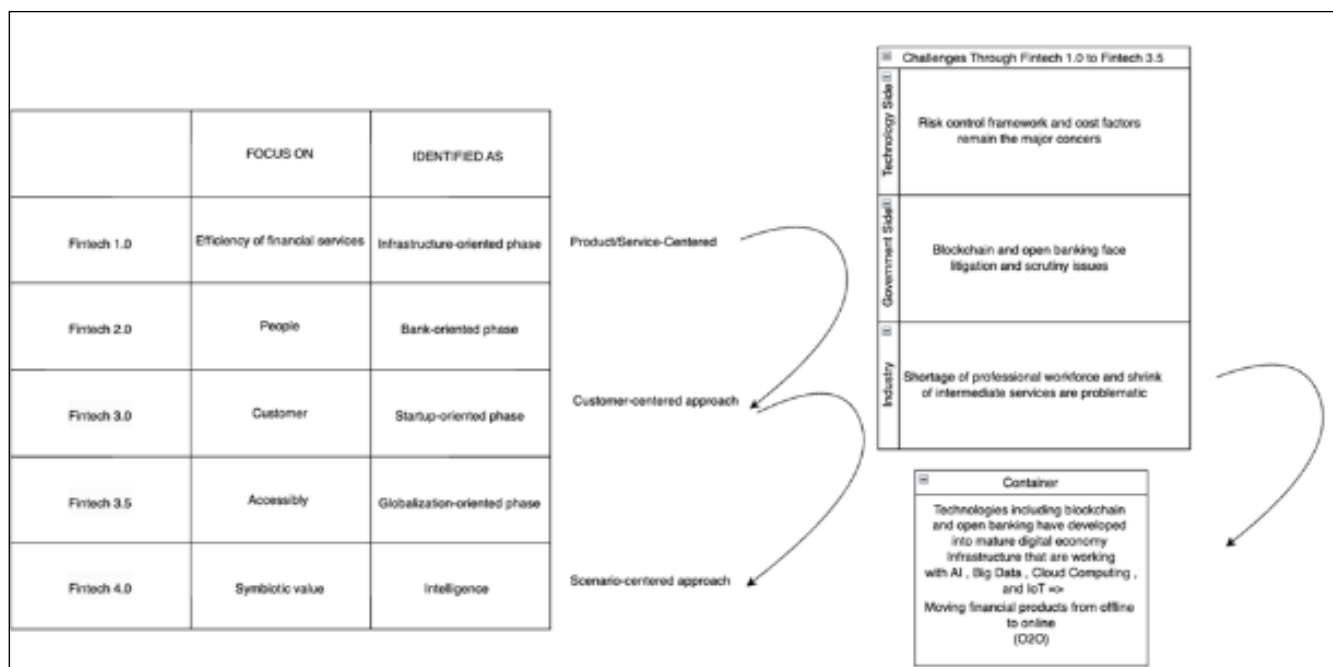 FOCUS ON
IDENTIFIED AS
Fintech 1.0
Efficiency of financial services
Infrastructure-oriented phase
Product/Service-Centered
Fintech 2.0
People
Bank-oriented phase
Fintech 3.0
Customer
Startup-oriented phase
Customer-centered approach
Fintech 3.5
Accessibly
Globalization-oriented phase
Fintech 4.0
Symbiotic value
Intelligence
Scenario-centered approach
Challenges Through Fintech 1.0 to Fintech 3.5
Technology Side
Risk control framework and cost factors
remain the major concers
Government Side
Blockchain and open banking face
litigation and scrutiny issues
Industry
Shortage of professional workforce and shrink
of intermediate services are problematic
Container
Technologies including blockchain
and open banking have developed
into mature digital economy
Infrastructure that are working
with AI , Big Data , Cloud Computing ,
and IoT =>
Moving financial products from offline
to online
(O2O)